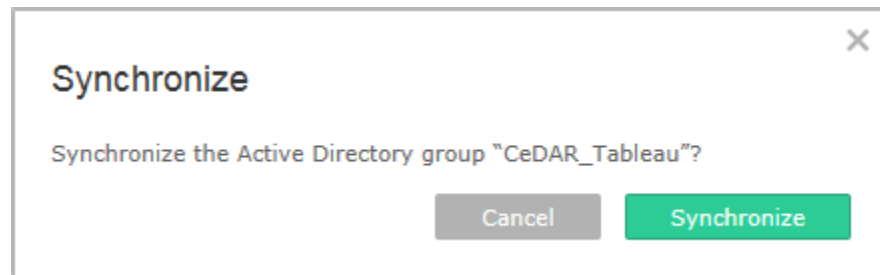 Synchronize
Synchronize the Active Directory group “CeDAR_Tableau”?
Cancel
Synchronize